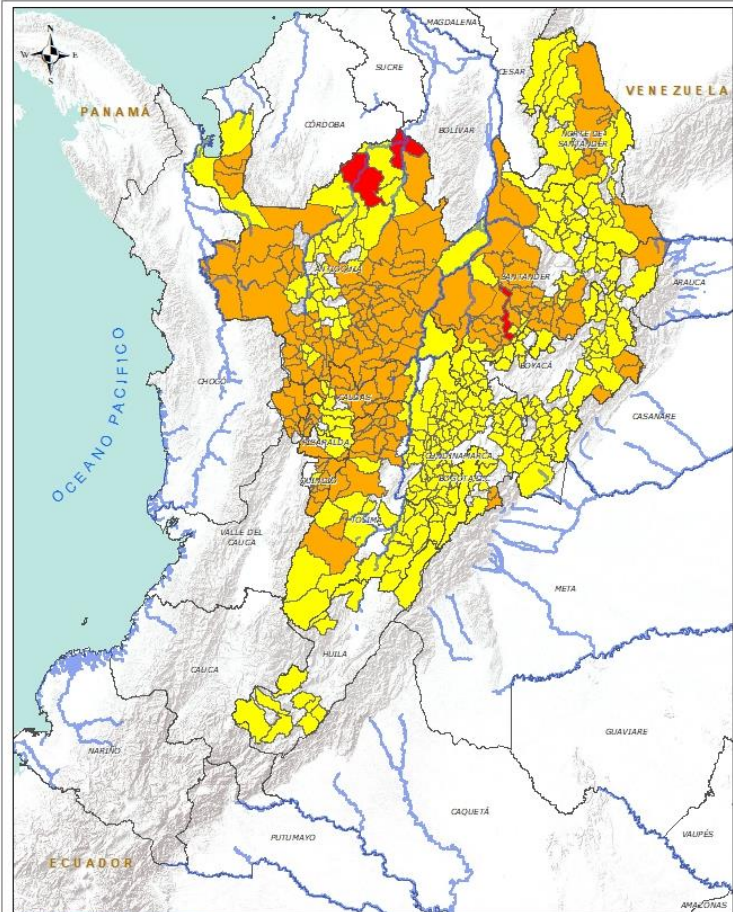 MAGDALENA
N
W E
S
SUCRE
CESAR
VENEZUELA
PANAMÁ
CÓRDOBA
BOLÍVAR
NORTE DE
SANTANDER
ANTIOQUIA
SANTANDER
ARAUCA
OCEANO PACIFICO
CHOCÓ
BOYACÁ
CALDAS
CASANARE
RISARALDA
CUNDINAMARCA
QUINDÍO
BOGOTÁ, D.C.
TOLIMA
VALLE DEL
CAUCA
META
HUILA
CAUCA
GUAVIARE
NARIÑO
CAQUETÁ
PUTUMAYO
VAUPÉS
ECUADOR
AMAZONAS